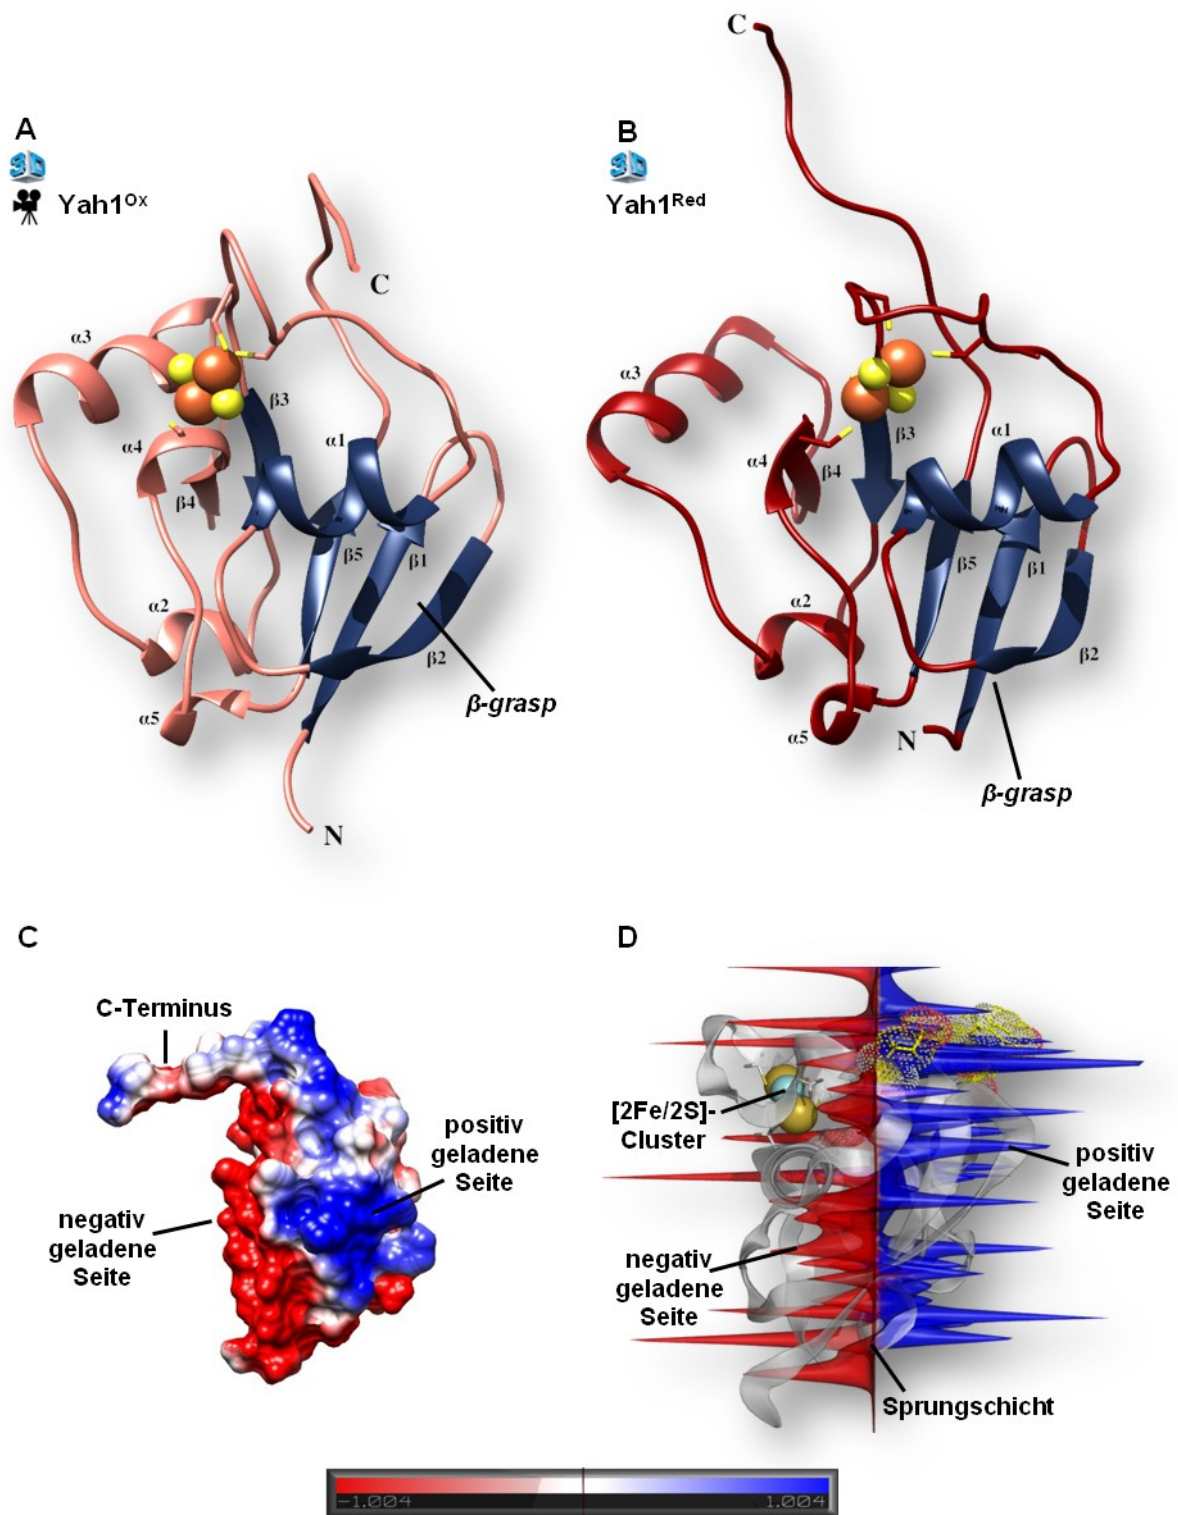 A
3D
Yah1ᴼˣ
C
α3
β3
α1
α4
β4
β5
β1
α2
β2
α5
β-grasp
N
B
3D
Yah1ᴿᵉᵈ
C
α3
β3
α1
α4
β4
β5
β1
α2
β2
α5
N
β-grasp
C
C-Terminus
positiv
geladene
Seite
negativ
geladene
Seite
D
[2Fe/2S]-
Cluster
positiv
geladene
Seite
negativ
geladene
Seite
Sprungschicht
-1.004
1.004